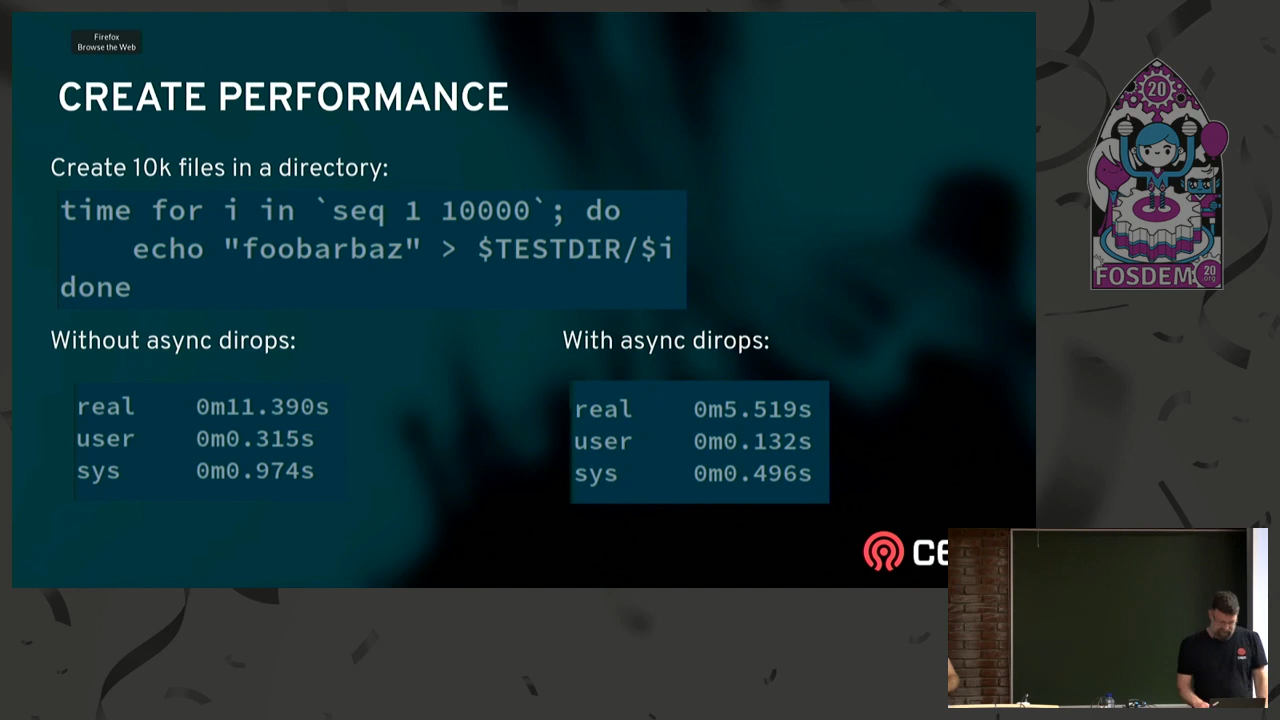 Firefox
Browse the Web
CREATE PERFORMANCE
Create 10k files in a directory:
time for i in `seq 1 10000`; do
    echo "foobarbaz" > $TESTDIR/$i
done
Without async dirops:
real    0m11.390s
user    0m0.315s
sys     0m0.974s
With async dirops:
real    0m5.519s
user    0m0.132s
sys     0m0.496s
CE
20
FOSDEM
20
.org